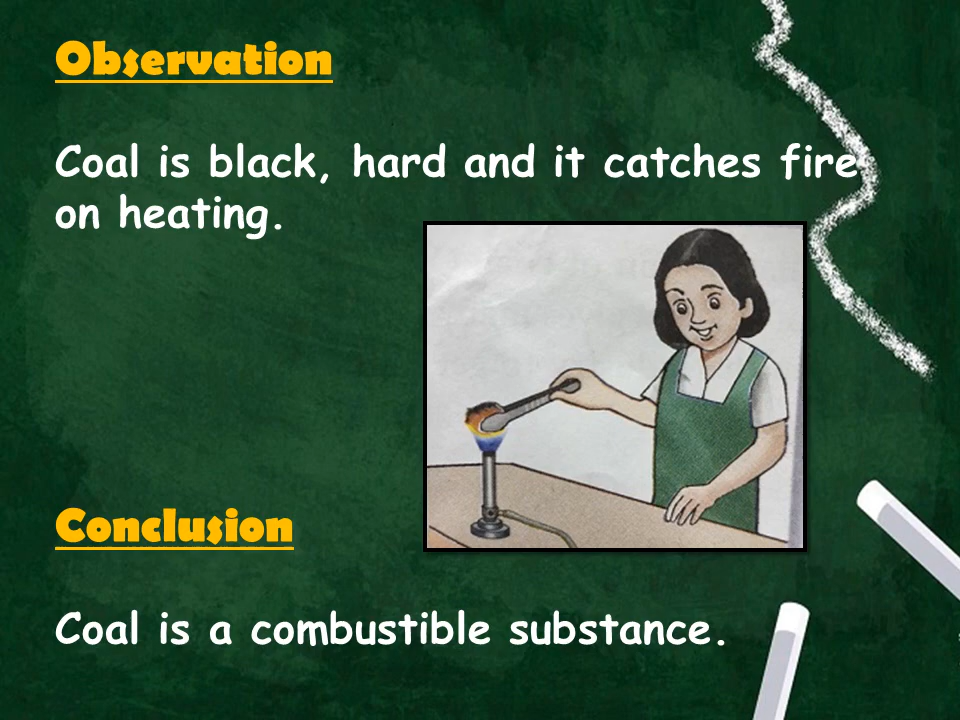 Observation
Coal is black, hard and it catches fire
on heating.
Conclusion
Coal is a combustible substance.